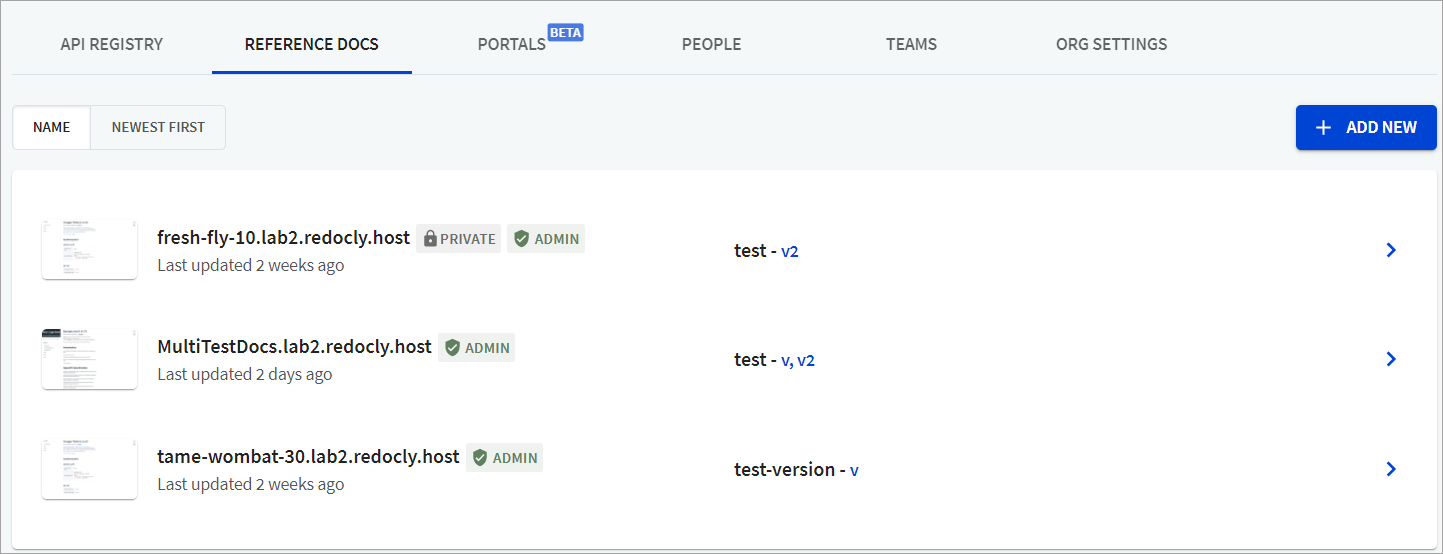 API REGISTRY REFERENCE DOCS PORTALS BETA PEOPLE TEAMS ORG SETTINGS
NAME NEWEST FIRST + ADD NEW
fresh-fly-10.lab2.redocly.host PRIVATE ADMIN
Last updated 2 weeks ago
test - v2
MultiTestDocs.lab2.redocly.host ADMIN
Last updated 2 days ago
test - v, v2
tame-wombat-30.lab2.redocly.host ADMIN
Last updated 2 weeks ago
test-version - v